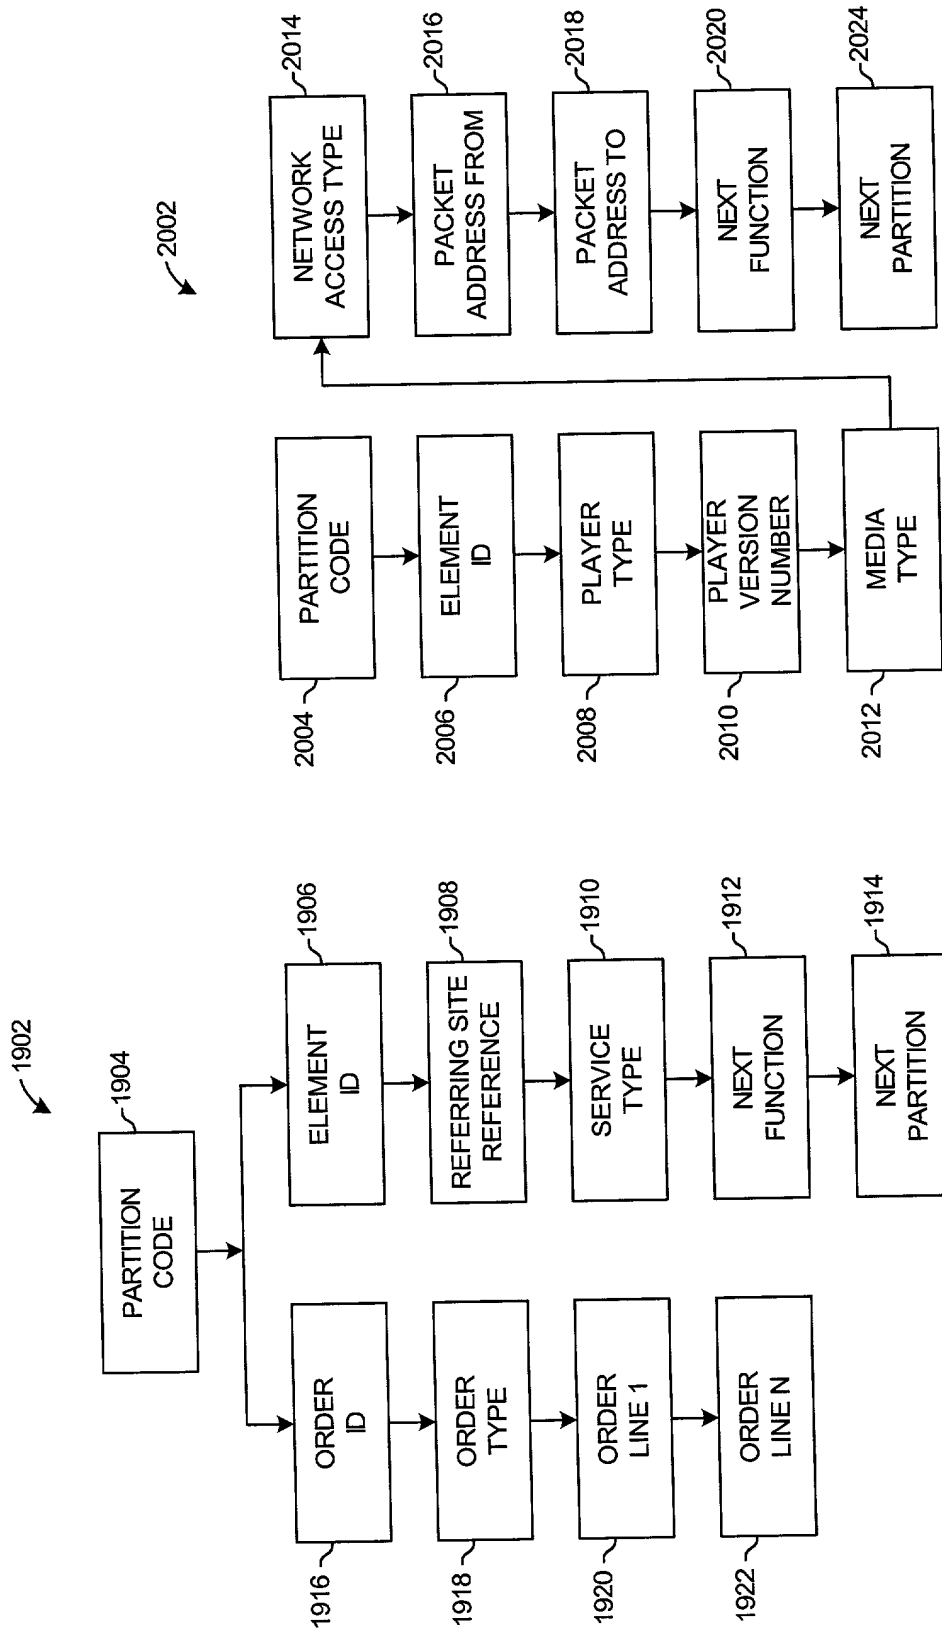 1902
1904
PARTITION
CODE
1916
ORDER
ID
1918
ORDER
TYPE
1920
ORDER
LINE 1
1922
ORDER
LINE N
1906
ELEMENT
ID
1908
REFERRING SITE
REFERENCE
1910
SERVICE
TYPE
1912
NEXT
FUNCTION
1914
NEXT
PARTITION
2002
2004
PARTITION
CODE
2006
ELEMENT
ID
2008
PLAYER
TYPE
2010
PLAYER
VERSION
NUMBER
2012
MEDIA
TYPE
2014
NETWORK
ACCESS TYPE
2016
PACKET
ADDRESS FROM
2018
PACKET
ADDRESS TO
2020
NEXT
FUNCTION
2024
NEXT
PARTITION